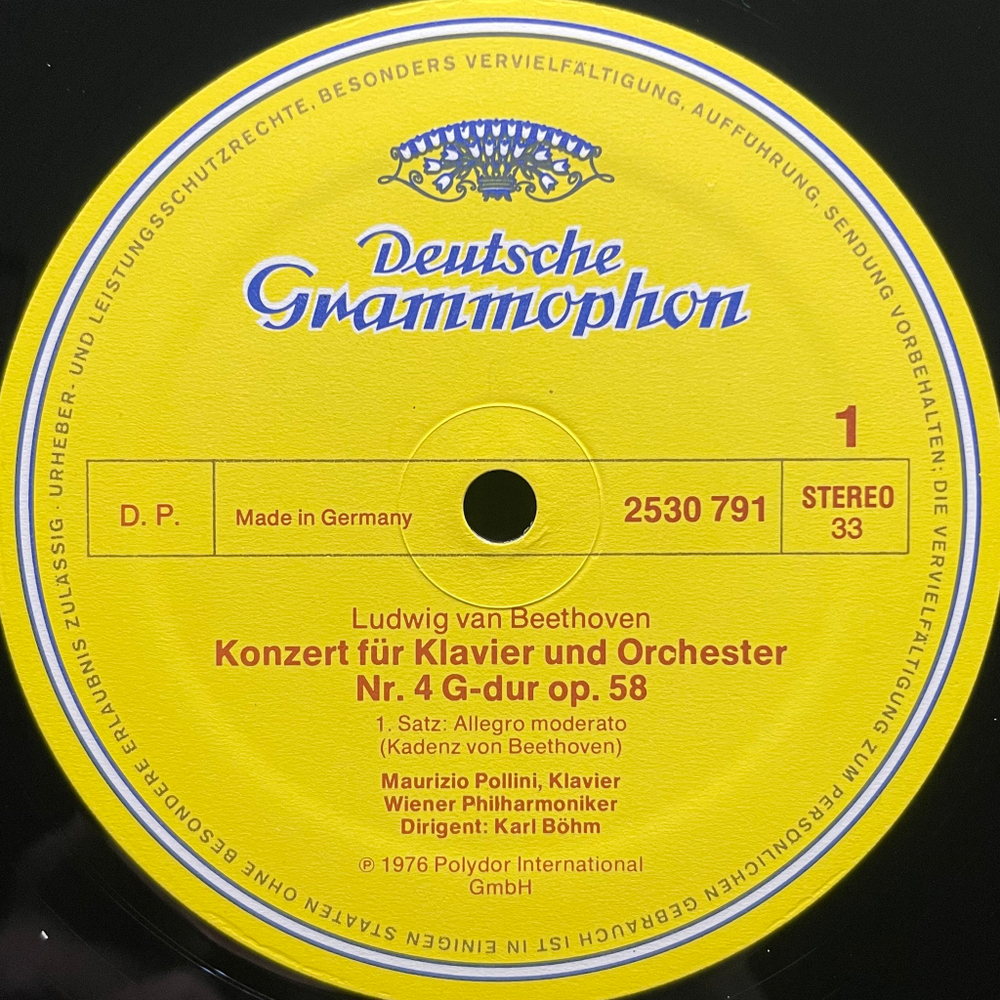 URHEBER- UND LEISTUNGSSCHUTZRECHTE, BESONDERS VERVIELFÄLTIGUNG, AUFFÜHRUNG, SENDUNG VORBEHALTEN; DIE VERVIELFÄLTIGUNG ZUM PERSÖNLICHEN GEBRAUCH IST IN EINIGEN STAATEN OHNE BESONDERE ERLAUBNIS ZULÄSSIG ·
Deutsche
Grammophon
1
D. P.
Made in Germany
2530 791
STEREO
33
Ludwig van Beethoven
Konzert für Klavier und Orchester
Nr. 4 G-dur op. 58
1. Satz: Allegro moderato
(Kadenz von Beethoven)
Maurizio Pollini, Klavier
Wiener Philharmoniker
Dirigent: Karl Böhm
℗ 1976 Polydor International
GmbH